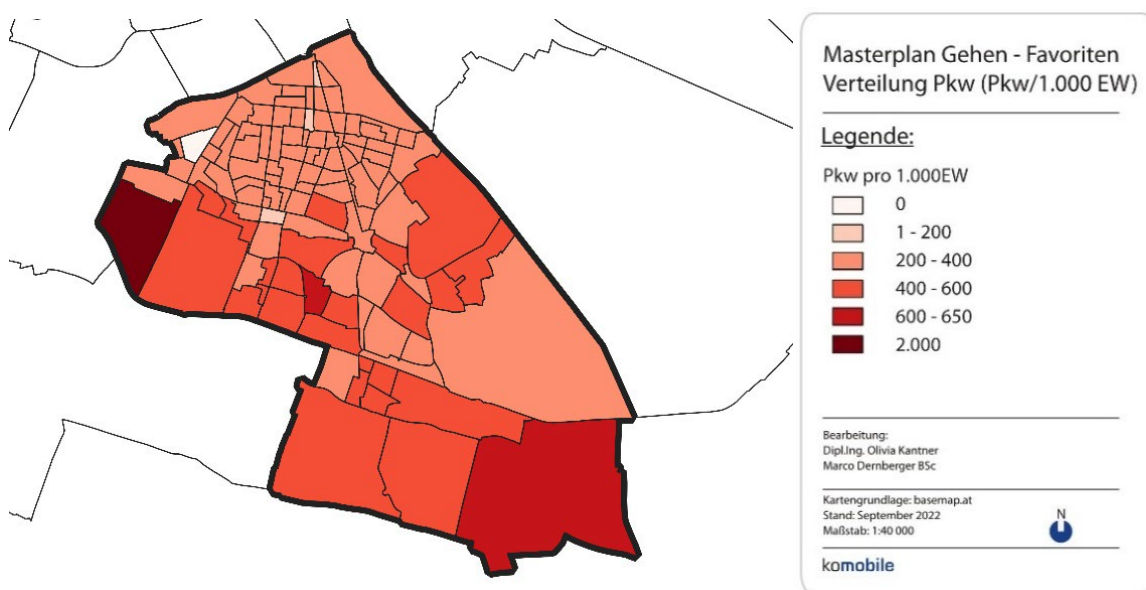 Masterplan Gehen - Favoriten
Verteilung Pkw (Pkw/1.000 EW)
Legende:
Pkw pro 1.000EW
0
1 - 200
200 - 400
400 - 600
600 - 650
2.000
Bearbeitung:
Dipl.Ing. Olivia Kantner
Marco Dernberger BSc
Kartengrundlage: basemap.at
Stand: September 2022
Maßstab: 1:40 000
N
komobile